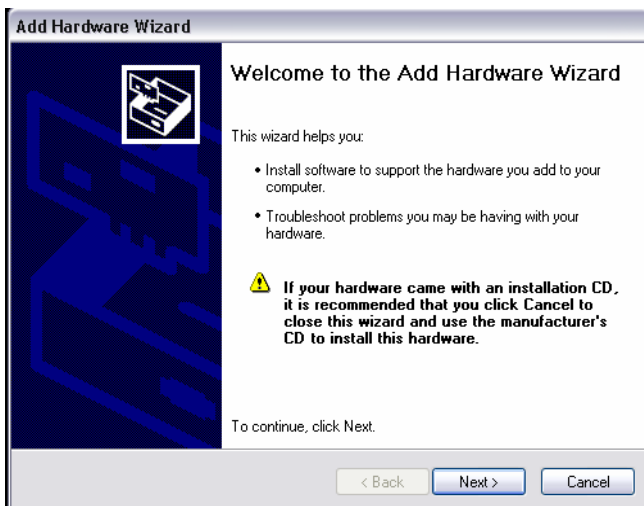 Add Hardware Wizard
Welcome to the Add Hardware Wizard
This wizard helps you:
• Install software to support the hardware you add to your
computer.
• Troubleshoot problems you may be having with your
hardware.
If your hardware came with an installation CD,
it is recommended that you click Cancel to
close this wizard and use the manufacturer's
CD to install this hardware.
To continue, click Next.
< Back Next > Cancel